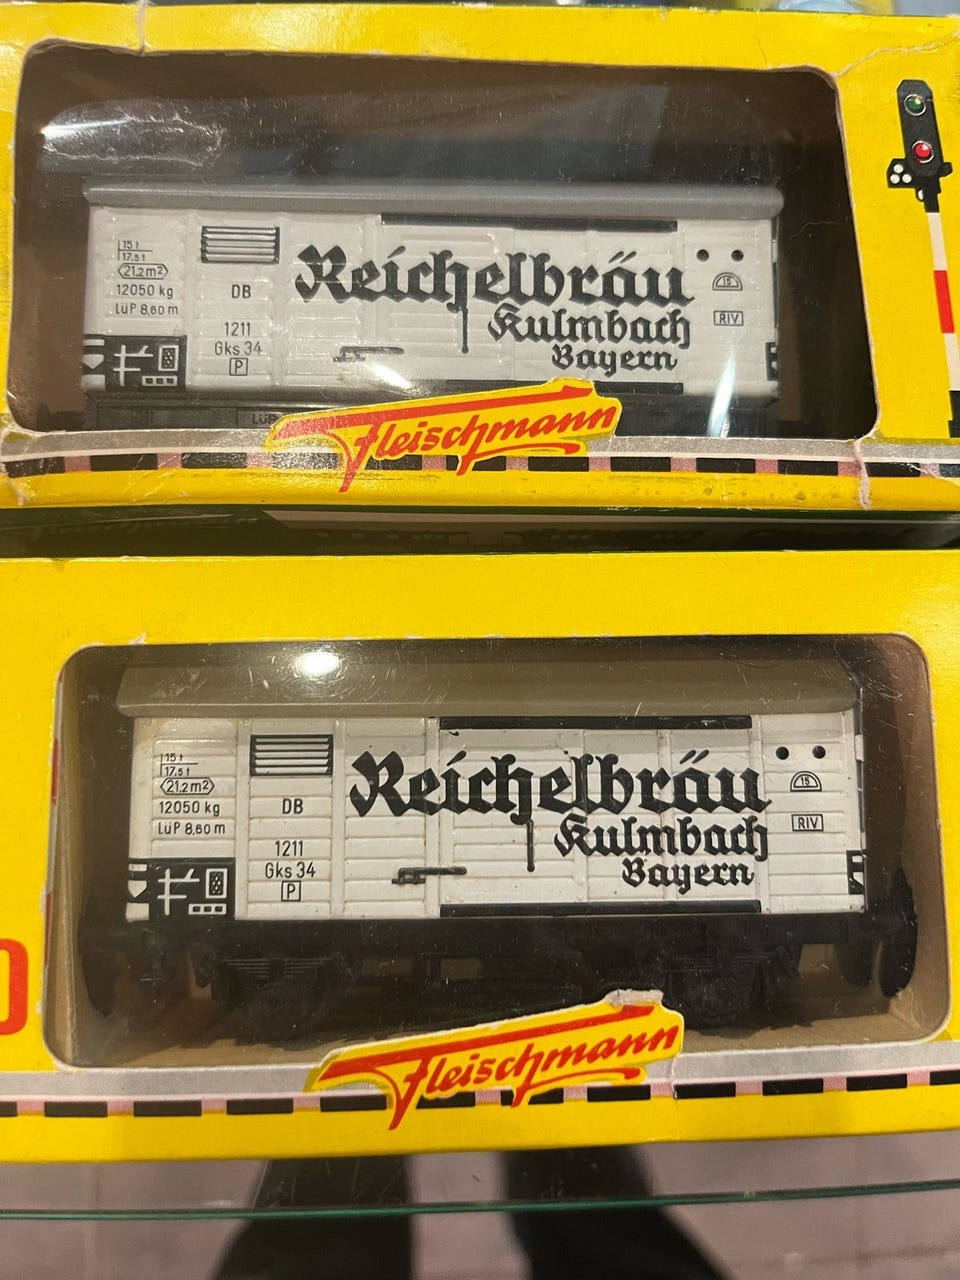 15 t
17.5 t
21.2 m2
12050 kg
LüP 8,60 m
DB
1211
Gks 34
P
Reichelbräu
Kulmbach
Bayern
15
RIV
LüP
Fleischmann
15 t
17.5 t
21.2 m2
12050 kg
LüP 8,60 m
DB
1211
Gks 34
P
Reichelbräu
Kulmbach
Bayern
15
RIV
Fleischmann